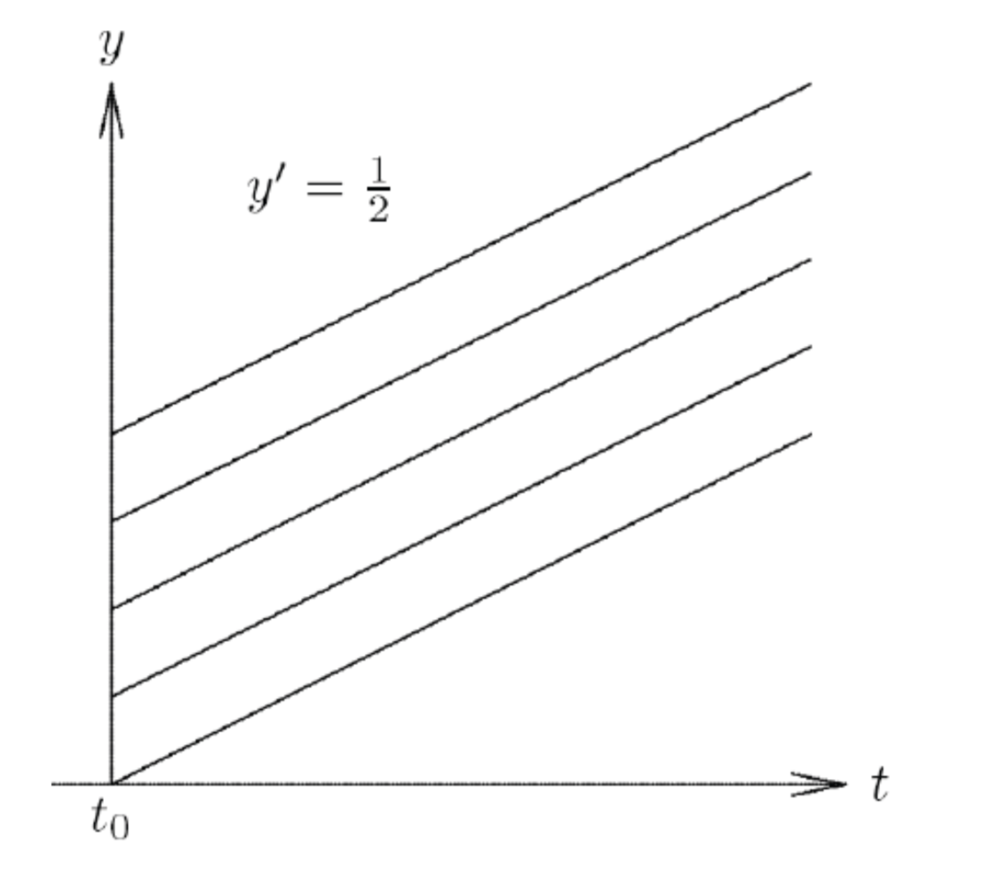 y
y′ = 1/2
t
t₀